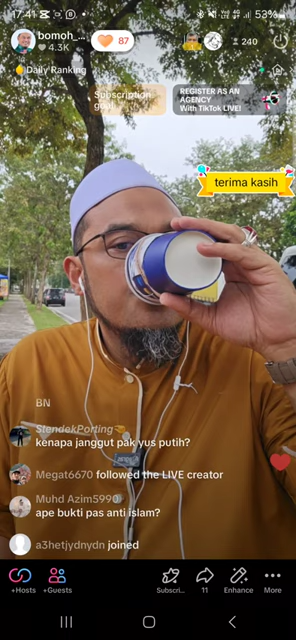 17:41
53%
bomoh_...
4.3K
87
240
Daily Ranking
Subscription
goal
REGISTER AS AN
AGENCY
With TikTok LIVE!
terima kasih
BN
SlendekPorting
kenapa janggut pak yus putih?
Megat6670 followed the LIVE creator
Muhd Azim5990
ape bukti pas anti islam?
a3hetjydnydn joined
+Hosts
+Guests
Subscri...
11
Enhance
More